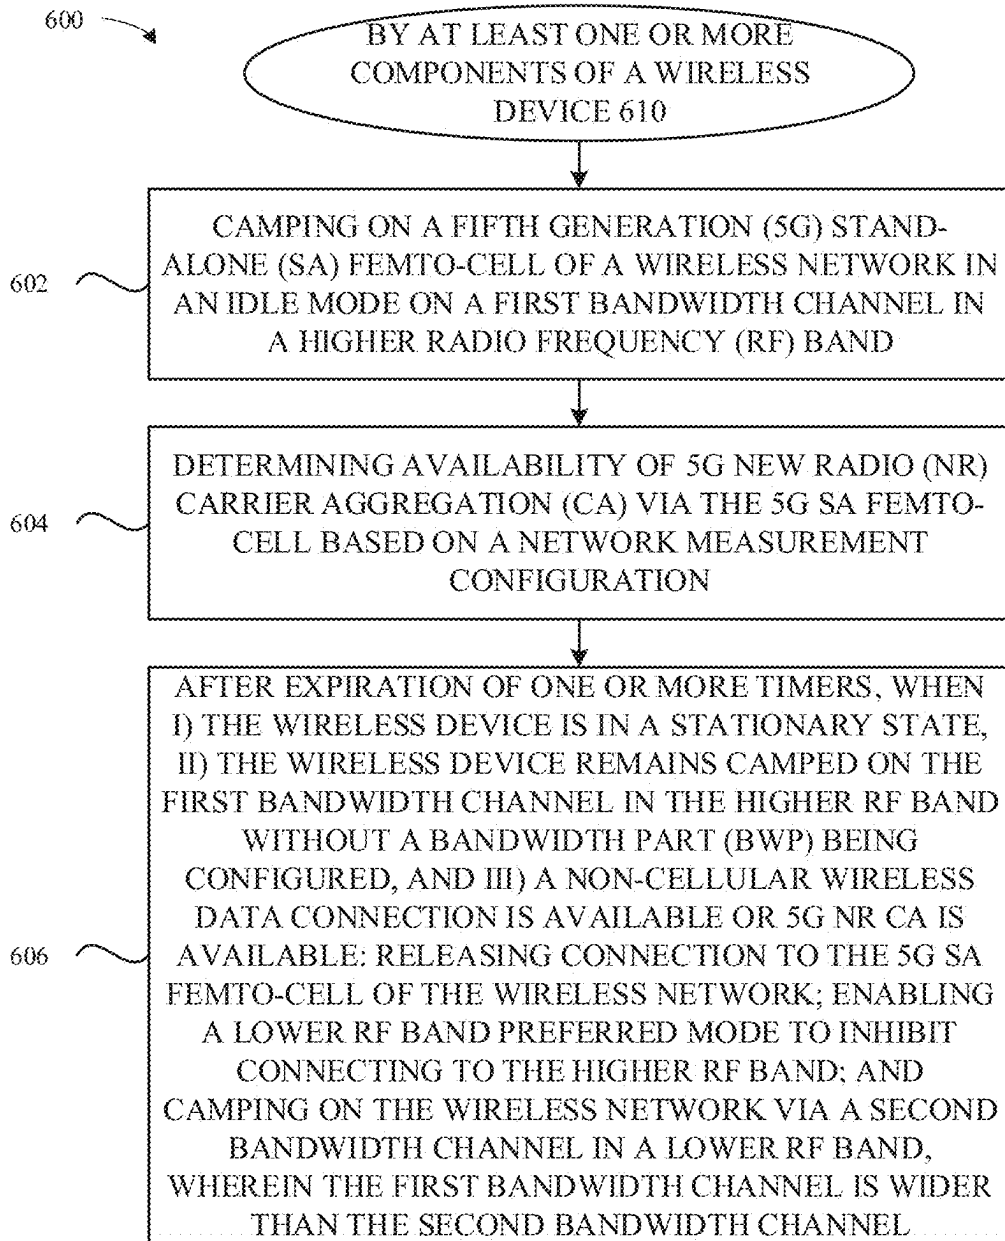 600
BY AT LEAST ONE OR MORE
COMPONENTS OF A WIRELESS
DEVICE 610
602
CAMPING ON A FIFTH GENERATION (5G) STAND-
ALONE (SA) FEMTO-CELL OF A WIRELESS NETWORK IN
AN IDLE MODE ON A FIRST BANDWIDTH CHANNEL IN
A HIGHER RADIO FREQUENCY (RF) BAND
604
DETERMINING AVAILABILITY OF 5G NEW RADIO (NR)
CARRIER AGGREGATION (CA) VIA THE 5G SA FEMTO-
CELL BASED ON A NETWORK MEASUREMENT
CONFIGURATION
606
AFTER EXPIRATION OF ONE OR MORE TIMERS, WHEN
I) THE WIRELESS DEVICE IS IN A STATIONARY STATE,
II) THE WIRELESS DEVICE REMAINS CAMPED ON THE
FIRST BANDWIDTH CHANNEL IN THE HIGHER RF BAND
WITHOUT A BANDWIDTH PART (BWP) BEING
CONFIGURED, AND III) A NON-CELLULAR WIRELESS
DATA CONNECTION IS AVAILABLE OR 5G NR CA IS
AVAILABLE: RELEASING CONNECTION TO THE 5G SA
FEMTO-CELL OF THE WIRELESS NETWORK; ENABLING
A LOWER RF BAND PREFERRED MODE TO INHIBIT
CONNECTING TO THE HIGHER RF BAND; AND
CAMPING ON THE WIRELESS NETWORK VIA A SECOND
BANDWIDTH CHANNEL IN A LOWER RF BAND,
WHEREIN THE FIRST BANDWIDTH CHANNEL IS WIDER
THAN THE SECOND BANDWIDTH CHANNEL